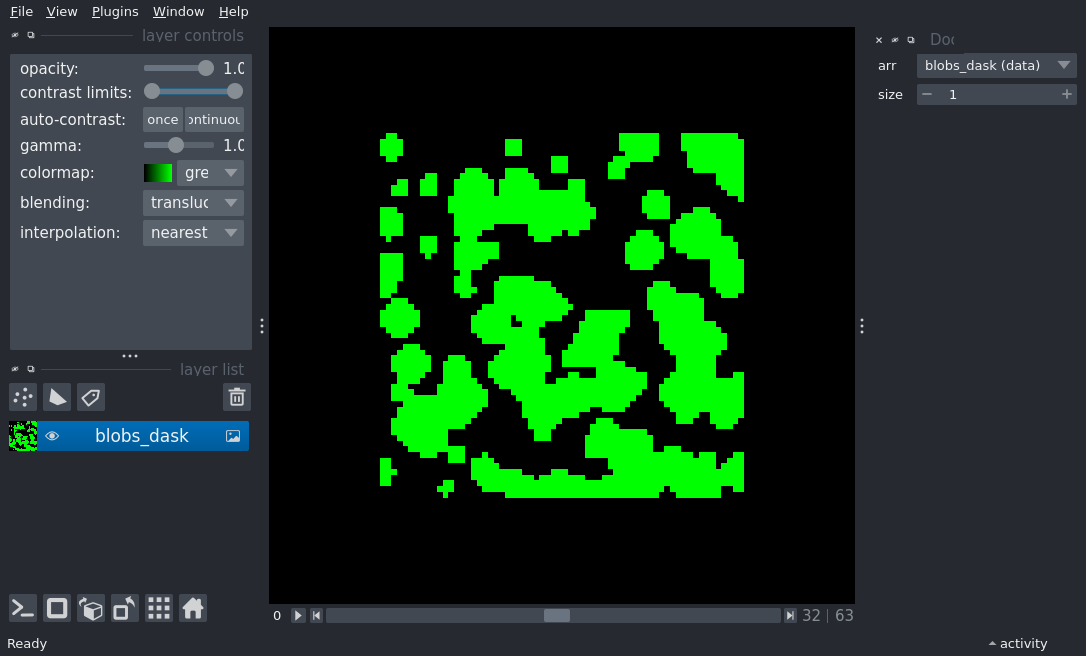 File View Plugins Window Help
layer controls
opacity: 1.0
contrast limits:
auto-contrast: once ontinuou
gamma: 1.0
colormap: gre
blending: transluc
interpolation: nearest
layer list
blobs_dask
0 32 | 63
Ready
Doc
arr blobs_dask (data)
size 1
activity